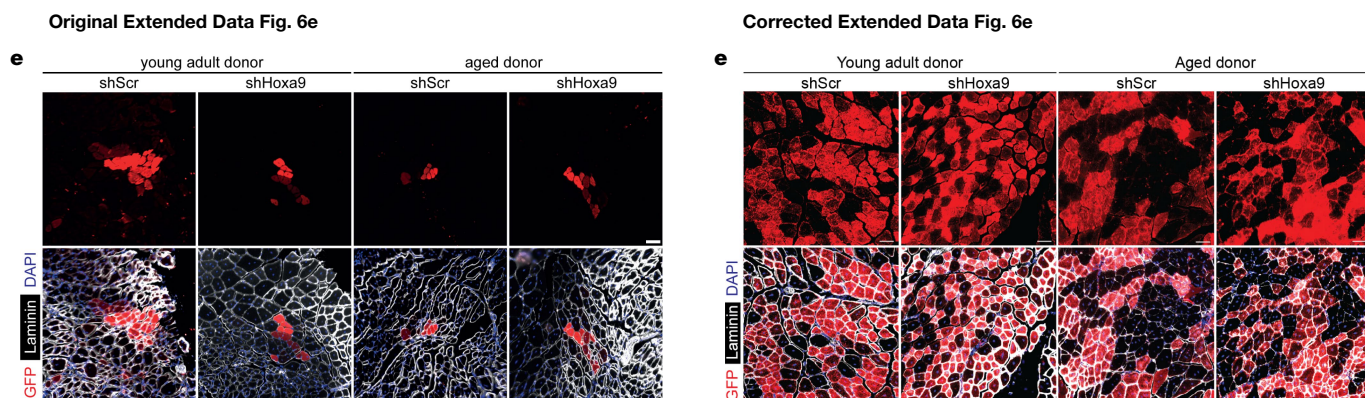 Original Extended Data Fig. 6e
Corrected Extended Data Fig. 6e
e
young adult donor
aged donor
shScr
shHoxa9
shScr
shHoxa9
GFP Laminin DAPI
e
Young adult donor
Aged donor
shScr
shHoxa9
shScr
shHoxa9
GFP Laminin DAPI